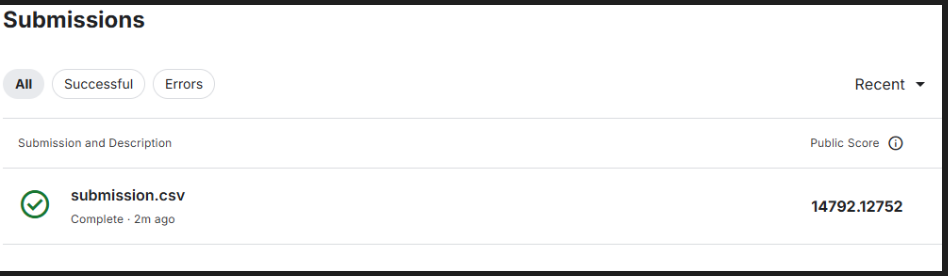 Submissions
All Successful Errors Recent
Submission and Description Public Score
submission.csv
14792.12752
Complete · 2m ago